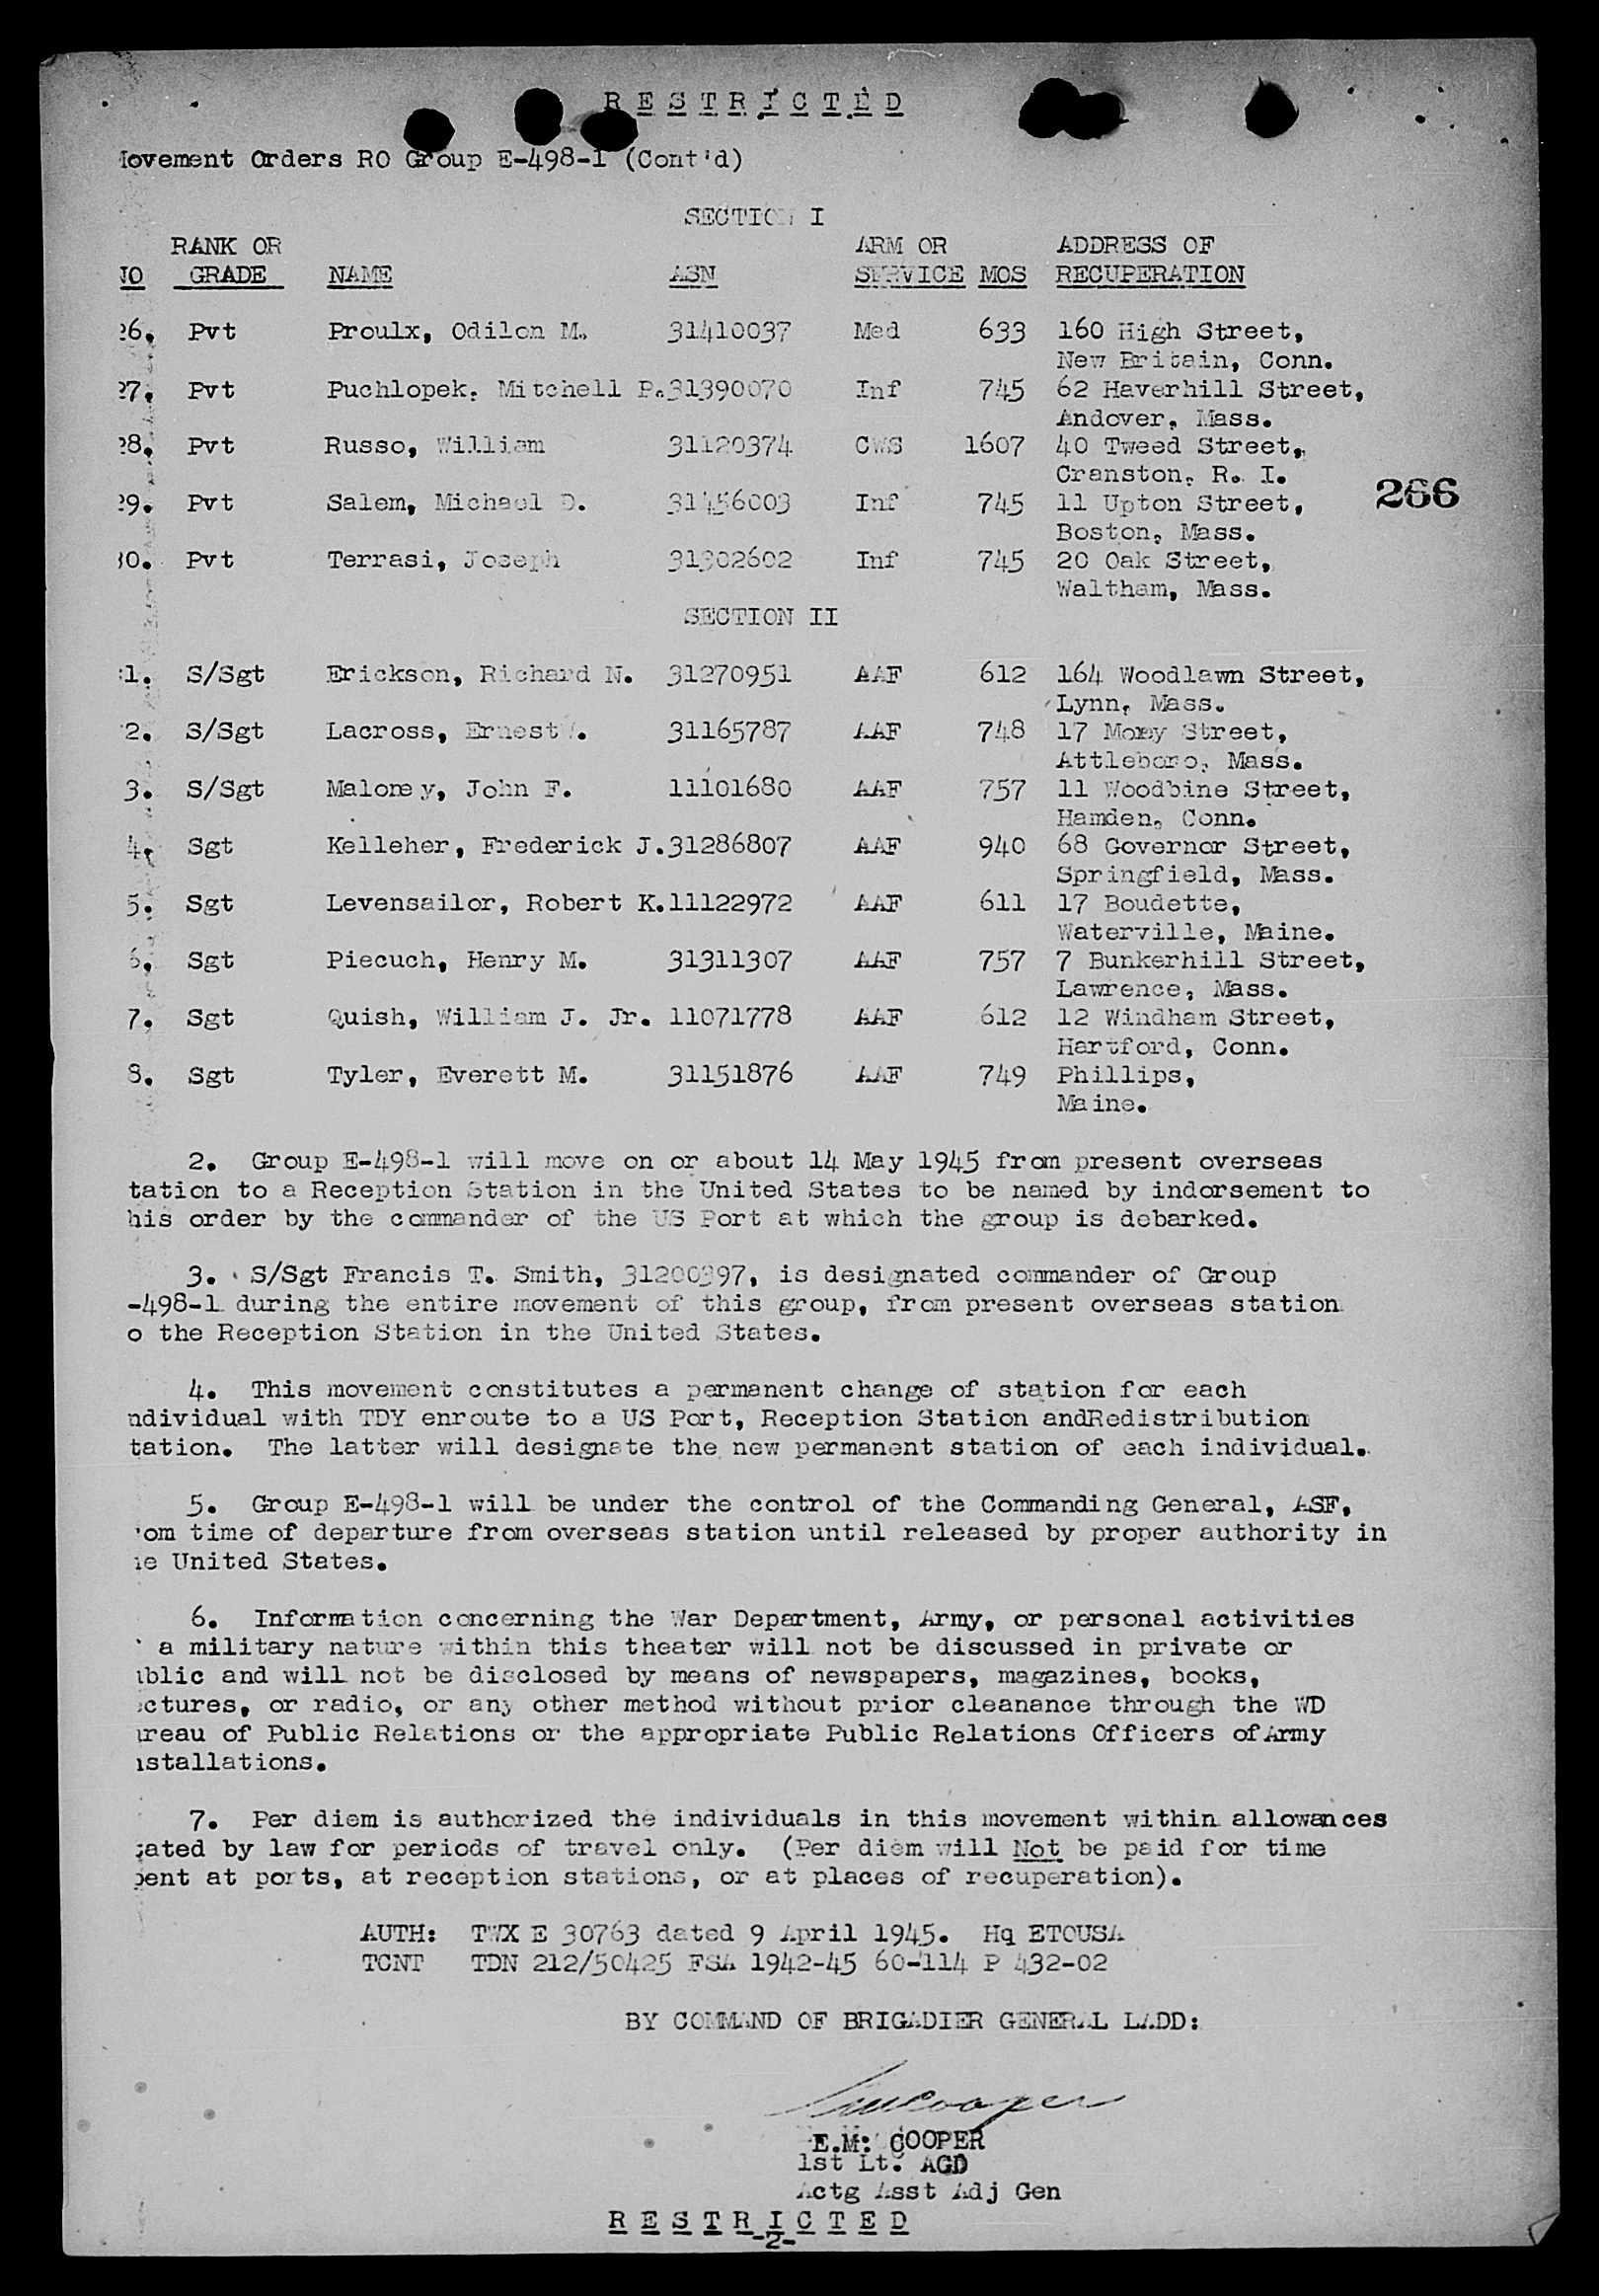 RESTRICTED
ovement Orders RO Group E-498-1 (Cont'd)
SECTION I
RANK OR ARM OR ADDRESS OF
NO GRADE NAME ASN SERVICE MOS RECUPERATION
26. Pvt Proulx, Odilon M. 31410037 Med 633 160 High Street,
New Britain, Conn.
27. Pvt Puchlopek, Mitchell P.31390070 Inf 745 62 Haverhill Street,
Andover, Mass.
28. Pvt Russo, William 31120374 CWS 1607 40 Tweed Street,
Cranston, R. I.
266
29. Pvt Salem, Michael D. 31456003 Inf 745 11 Upton Street,
Boston, Mass.
30. Pvt Terrasi, Joseph 31302602 Inf 745 20 Oak Street,
Waltham, Mass.
SECTION II
1. S/Sgt Erickson, Richard N. 31270951 AAF 612 164 Woodlawn Street,
Lynn, Mass.
2. S/Sgt Lacross, Ernest 31165787 AAF 748 17 Street,
Attleboro, Mass.
3. S/Sgt Maloney, John F. 11101680 AAF 757 11 Woodbine Street,
Hamden, Conn.
4. Sgt Kelleher, Frederick J.31286807 AAF 940 68 Governor Street,
Springfield, Mass.
5. Sgt Levensailor, Robert K.11122972 AAF 611 17 Boudette,
Waterville, Maine.
6. Sgt Piecuch, Henry M. 31311307 AAF 757 7 Bunkerhill Street,
Lawrence, Mass.
7. Sgt Quish, William J. Jr. 11071778 AAF 612 12 Windham Street,
Hartford, Conn.
8. Sgt Tyler, Everett M. 31151876 AAF 749 Phillips,
Maine.
2. Group E-498-1 will move on or about 14 May 1945 from present overseas
tation to a Reception Station in the United States to be named by indorsement to
his order by the commander of the US Port at which the group is debarked.
3. S/Sgt Francis T. Smith, 31200397, is designated commander of Group
-498-1 during the entire movement of this group, from present overseas station
o the Reception Station in the United States.
4. This movement constitutes a permanent change of station for each
ndividual with TDY enroute to a US Port, Reception Station andRedistribution
tation. The latter will designate the new permanent station of each individual.
5. Group E-498-1 will be under the control of the Commanding General, ASF,
om time of departure from overseas station until released by proper authority in
e United States.
6. Information concerning the War Department, Army, or personal activities
a military nature within this theater will not be discussed in private or
blic and will not be disclosed by means of newspapers, magazines, books,
ctures, or radio, or any other method without prior cleanance through the WD
reau of Public Relations or the appropriate Public Relations Officers ofArmy
stallations.
7. Per diem is authorized the individuals in this movement within allowances
ated by law for periods of travel only. (Per diem will Not be paid for time
ent at ports, at reception stations, or at places of recuperation).
AUTH: TWX E 30763 dated 9 April 1945. Hq ETOUSA
TCNT TDN 212/50425 FSA 1942-45 60-114 P 432-02
BY COMMAND OF BRIGADIER GENERAL LADD:
E.M. COOPER
1st Lt. AGD
Actg Asst Adj Gen
RESTRICTED
-2-